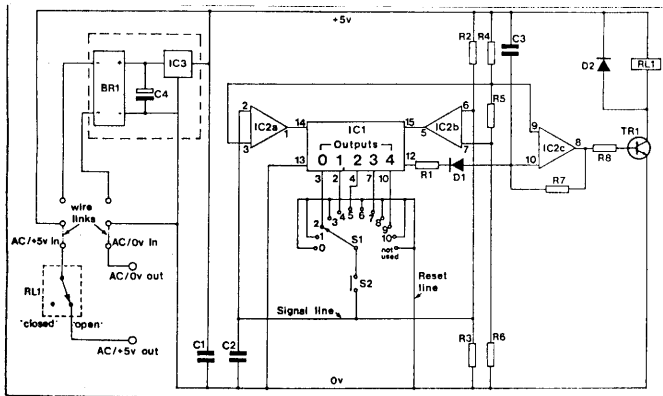 +5v
BR1
IC3
C4
R2
R4
C3
D2
RL1
2
3
IC2a
1
14
IC1
Outputs
0 1 2 3 4
13
3 2 4 7 10
15
5
IC2b
6
7
12
R1
D1
R5
9
10
IC2c
8
R8
TR1
R7
wire
links
AC/+5v In
AC/0v In
AC/0v out
RL1
'closed'
'open'
AC/+5v out
0
1
2
3
4
5
6
7
8
9
10
not
used
S1
S2
Reset
line
Signal line
C1
C2
R3
R6
0v